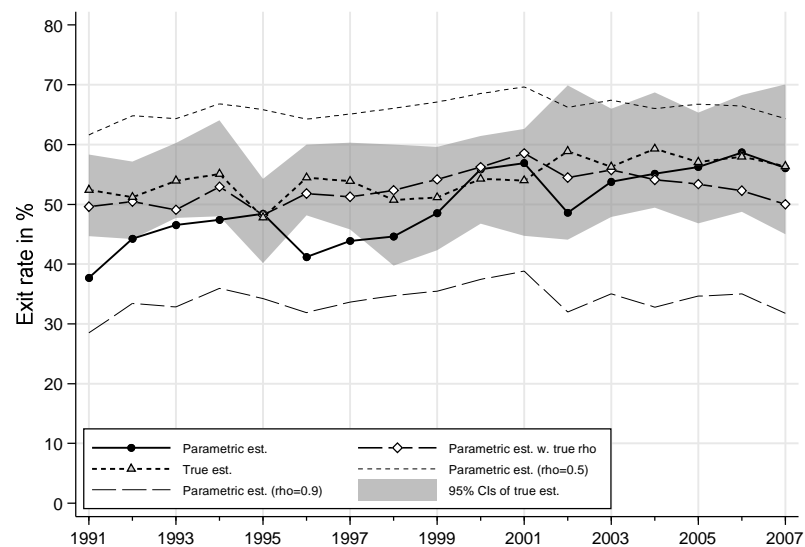 80
70
60
50
40
30
20
10
0
Exit rate in %
1991 1993 1995 1997 1999 2001 2003 2005 2007
Parametric est.
Parametric est. w. true rho
True est.
Parametric est. (rho=0.5)
Parametric est. (rho=0.9)
95% CIs of true est.